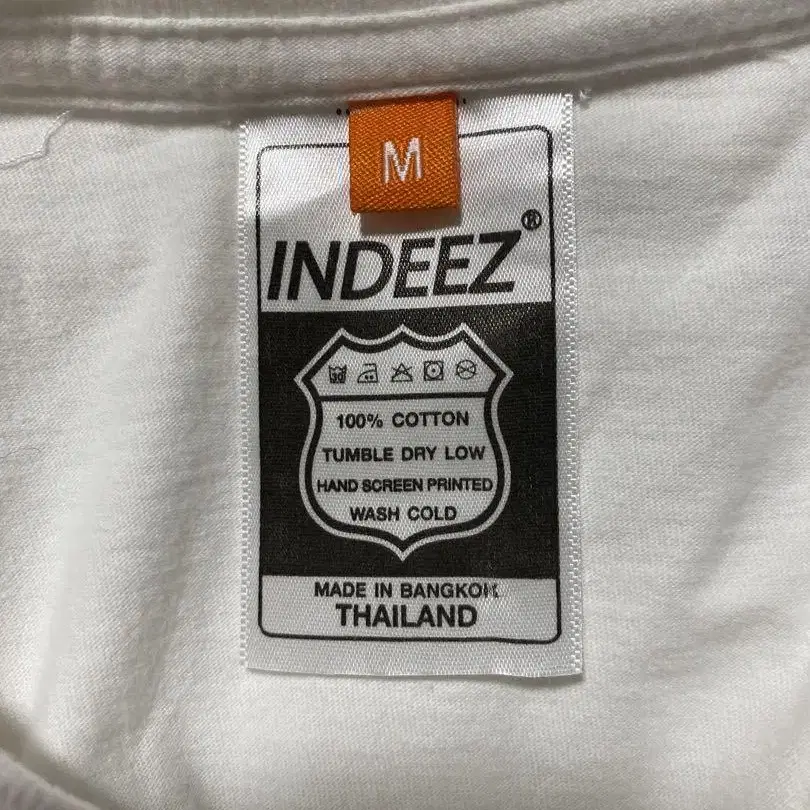 M
INDEEZ®
100% COTTON
TUMBLE DRY LOW
HAND SCREEN PRINTED
WASH COLD
MADE IN BANGKOK
THAILAND